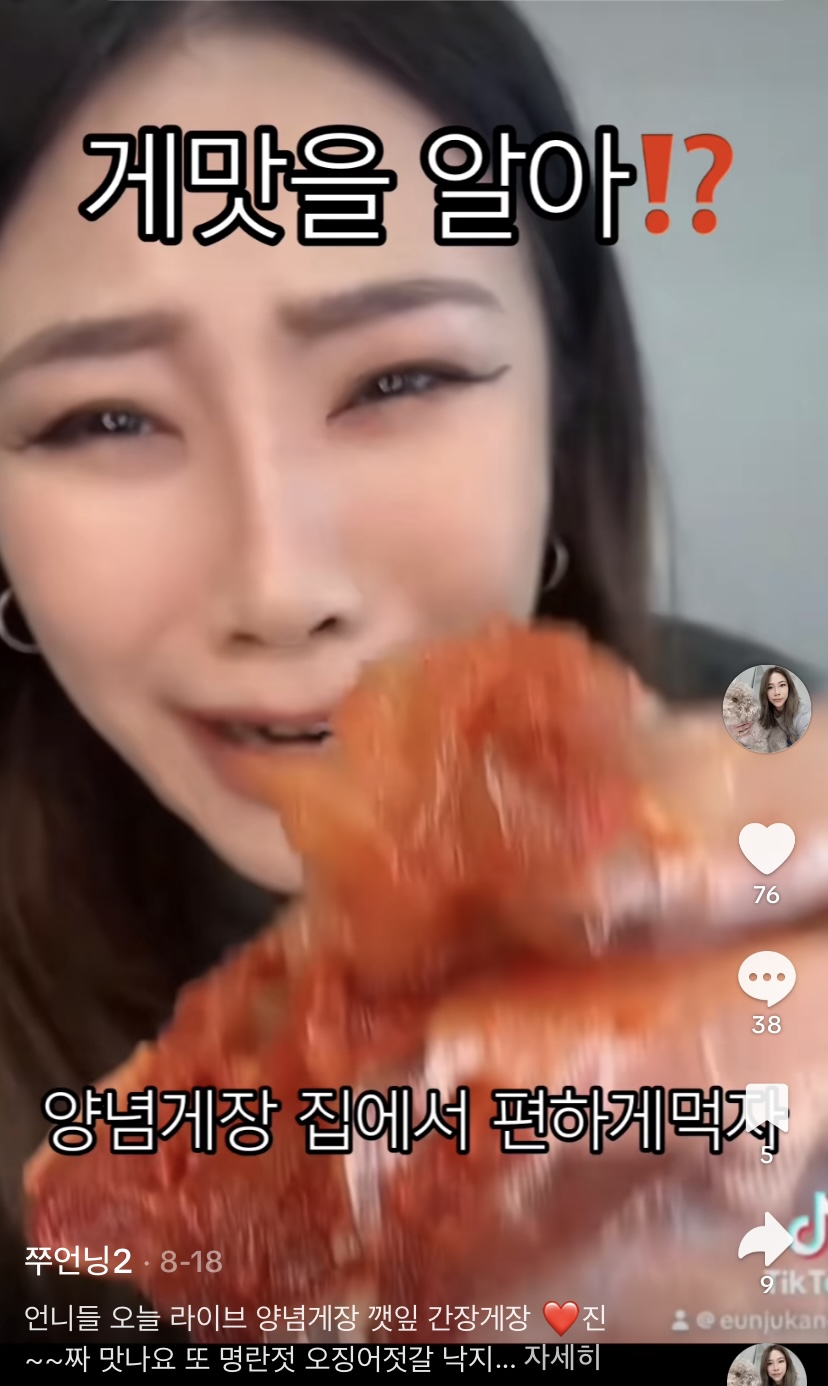 게맛을 알아⁉️
76
38
양념게장 집에서 편하게먹자
5
쭈언닝2 · 8-18
9
TikTo
언니들 오늘 라이브 양념게장 깻잎 간장게장 ❤️진
@eunjukan
~~짜 맛나요 또 명란젓 오징어젓갈 낙지... 자세히